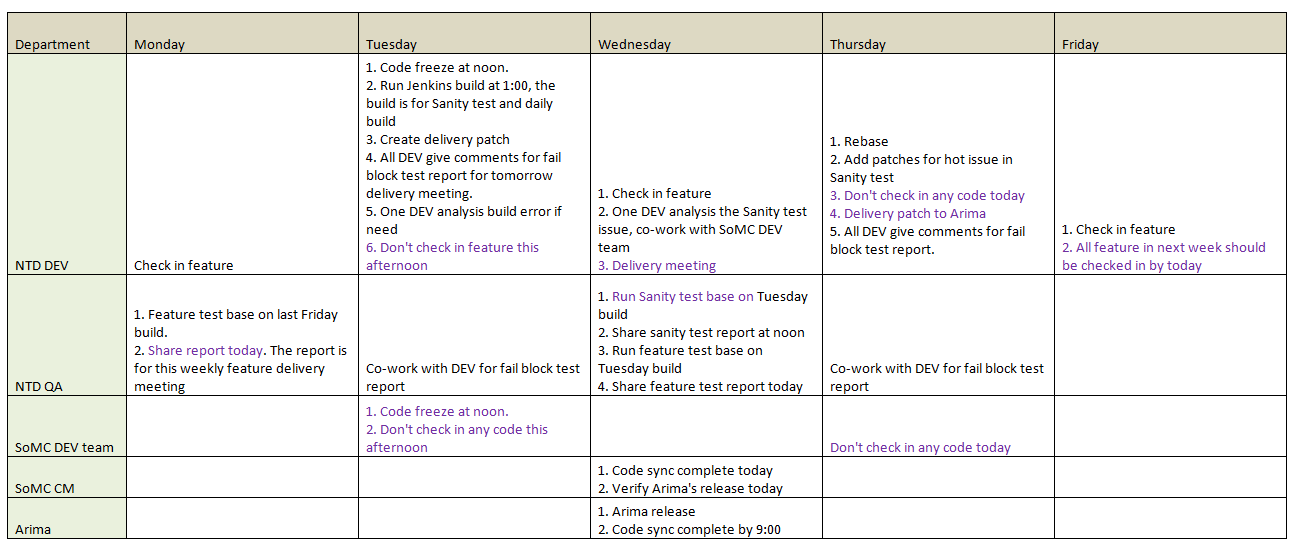 Department Monday Tuesday Wednesday Thursday Friday
NTD DEV
Check in feature
1. Code freeze at noon.
2. Run Jenkins build at 1:00, the
build is for Sanity test and daily
build
3. Create delivery patch
4. All DEV give comments for fail
block test report for tomorrow
delivery meeting.
5. One DEV analysis build error if
need
6. Don't check in feature this
afternoon
1. Check in feature
2. One DEV analysis the Sanity test
issue, co-work with SoMC DEV
team
3. Delivery meeting
1. Rebase
2. Add patches for hot issue in
Sanity test
3. Don't check in any code today
4. Delivery patch to Arima
5. All DEV give comments for fail
block test report.
1. Check in feature
2. All feature in next week should
be checked in by today
NTD QA
1. Feature test base on last Friday
build.
2. Share report today. The report is
for this weekly feature delivery
meeting
Co-work with DEV for fail block test
report
1. Run Sanity test base on Tuesday
build
2. Share sanity test report at noon
3. Run feature test base on
Tuesday build
4. Share feature test report today
Co-work with DEV for fail block test
report
SoMC DEV team
1. Code freeze at noon.
2. Don't check in any code this
afternoon
Don't check in any code today
SoMC CM
1. Code sync complete today
2. Verify Arima's release today
Arima
1. Arima release
2. Code sync complete by 9:00